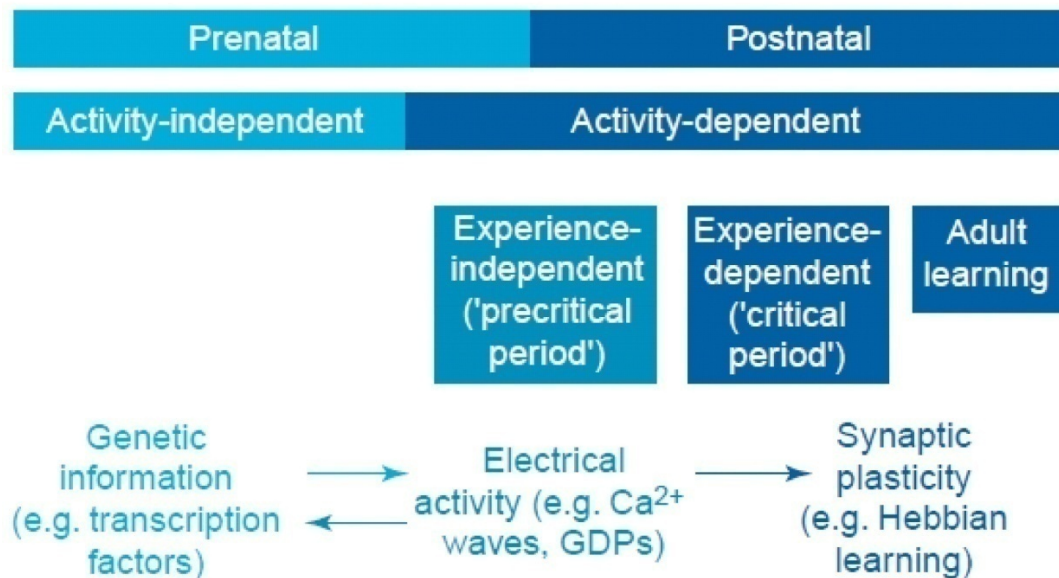 Prenatal
Postnatal
Activity-independent
Activity-dependent
Experience-
independent
('precritical
period')
Experience-
dependent
('critical
period')
Adult
learning
Genetic
information
(e.g. transcription
factors)
Electrical
activity (e.g. Ca²⁺
waves, GDPs)
Synaptic
plasticity
(e.g. Hebbian
learning)